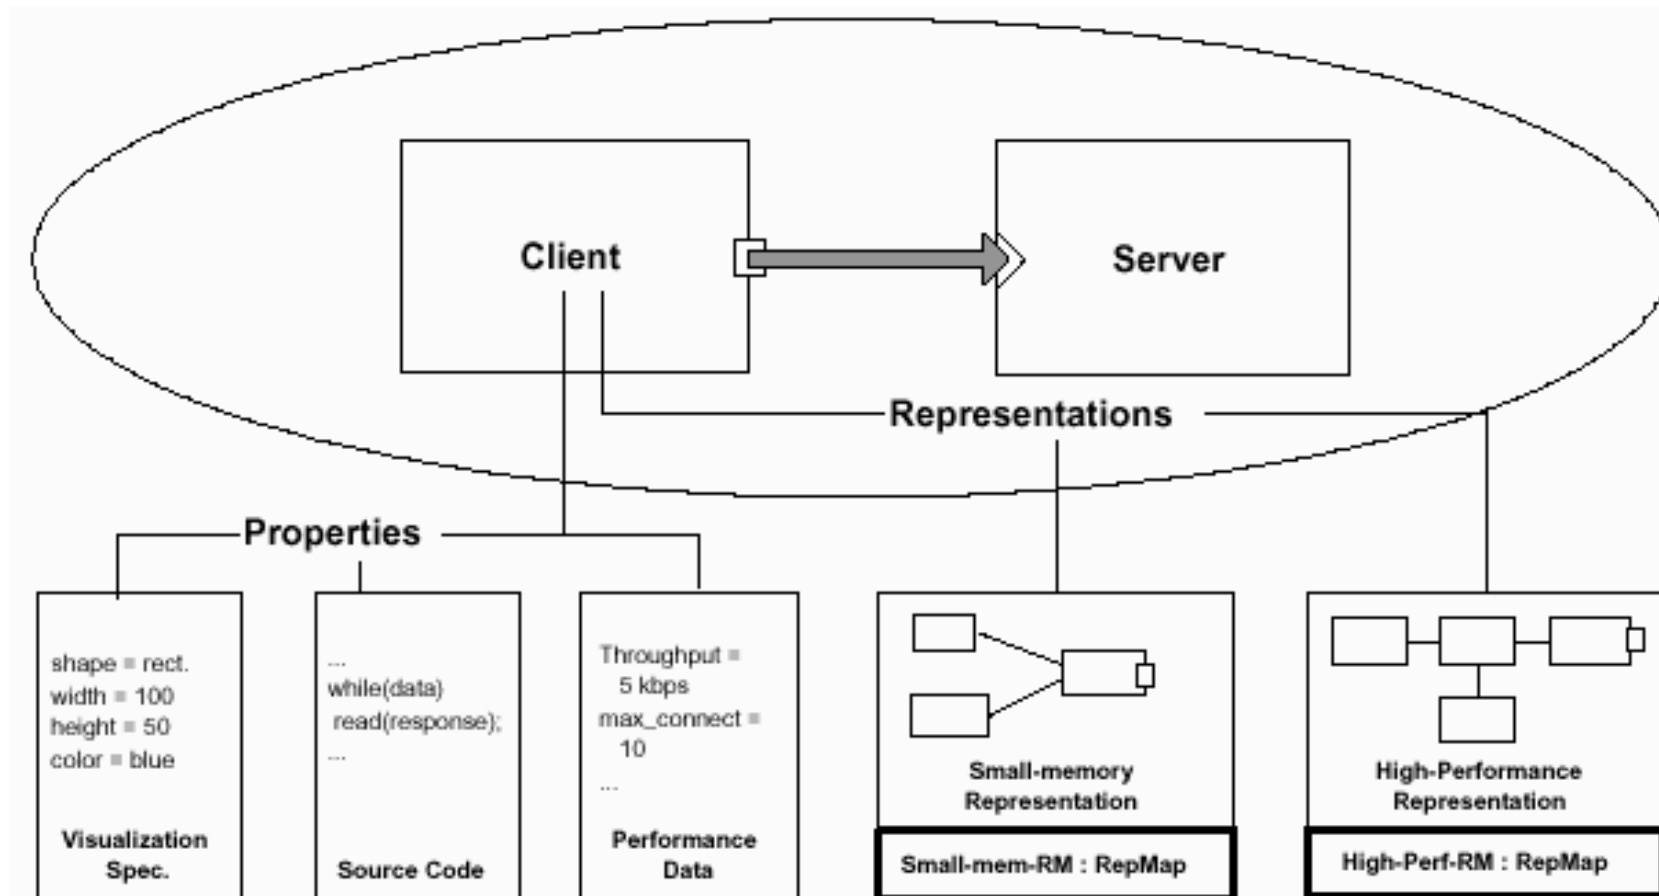 Client
Server
Representations
Properties
shape = rect.
width = 100
height = 50
color = blue
Visualization
Spec.
...
while(data)
read(response);
...
Source Code
Throughput =
5 kbps
max_connect =
10
...
Performance
Data
Small-memory
Representation
Small-mem-RM : RepMap
High-Performance
Representation
High-Perf-RM : RepMap